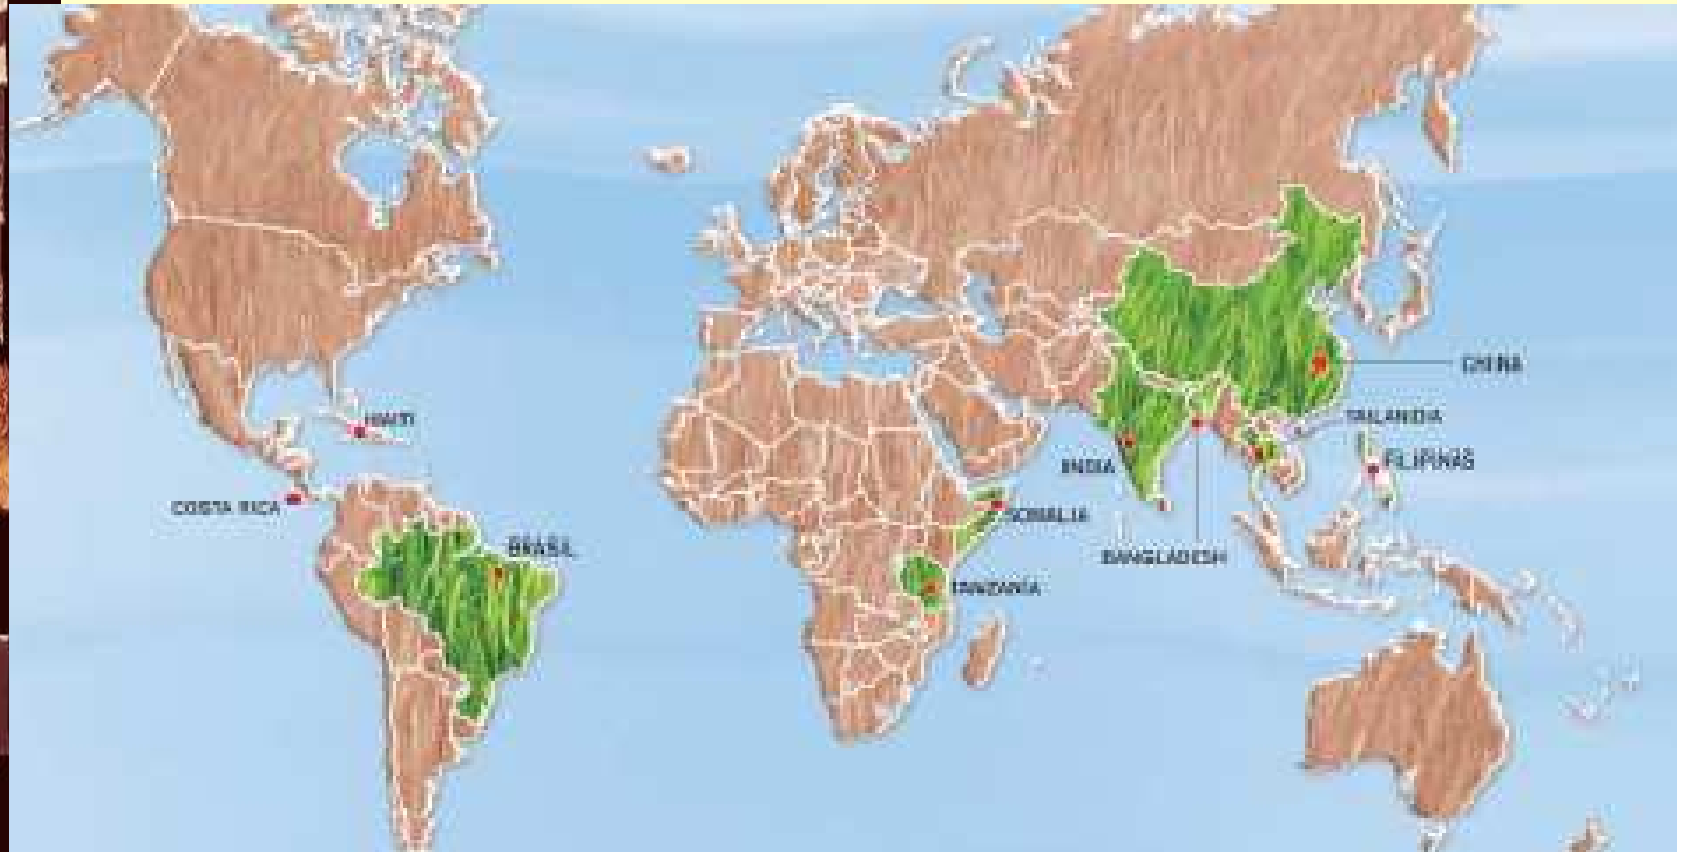 CHINA
TAILANDIA
HAITI
FILIPINAS
INDIA
COSTA RICA
SOMALIA
BRASIL
BANGLADESH
TANZANIA